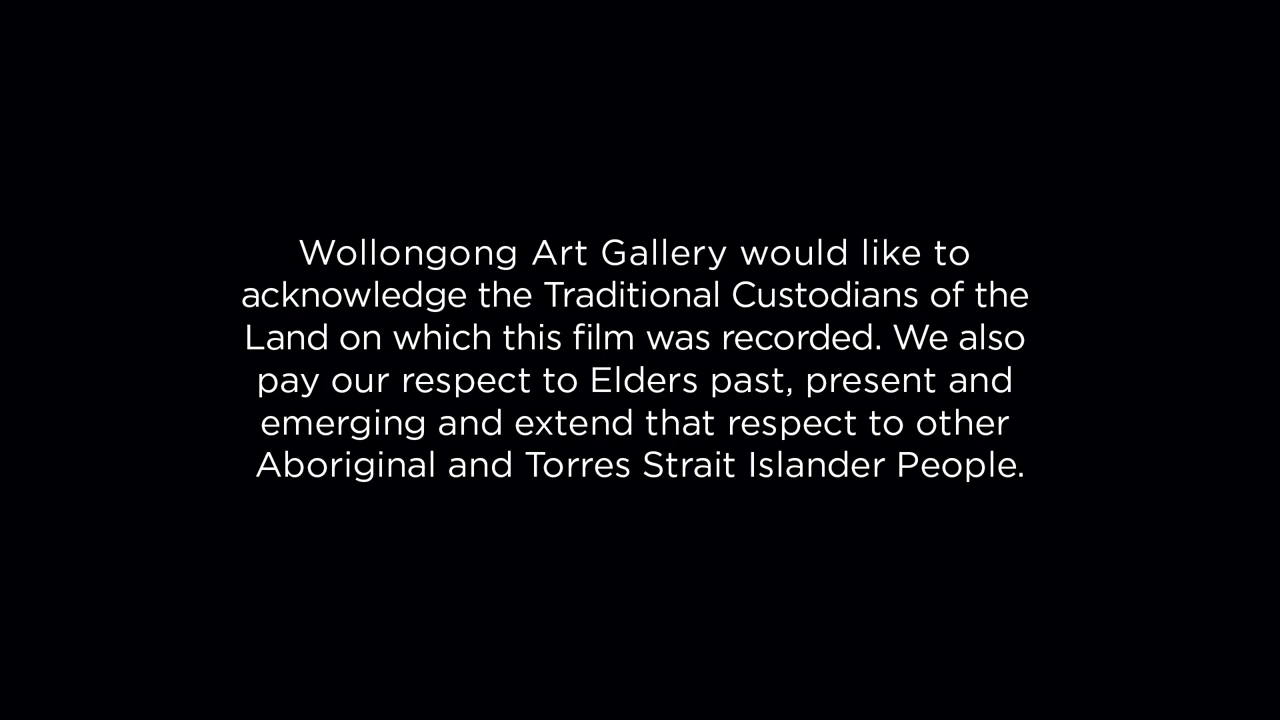 Wollongong Art Gallery would like to
acknowledge the Traditional Custodians of the
Land on which this film was recorded. We also
pay our respect to Elders past, present and
emerging and extend that respect to other
Aboriginal and Torres Strait Islander People.